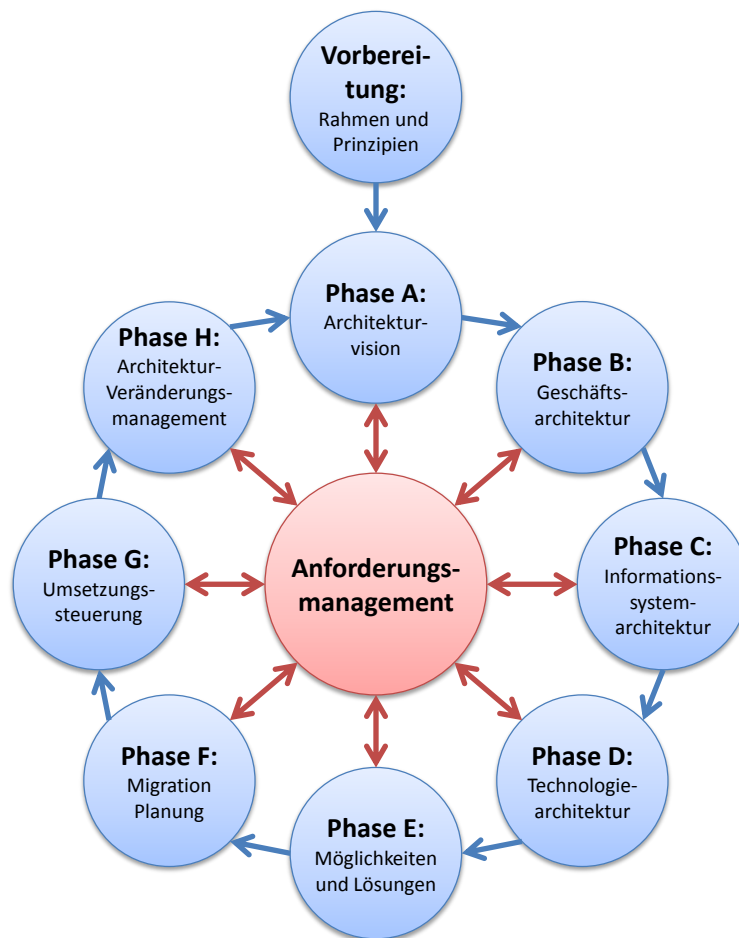 Vorberei-
tung:
Rahmen und
Prinzipien
Phase A:
Architektur-
vision
Phase B:
Geschäfts-
architektur
Phase C:
Informations-
system-
architektur
Phase D:
Technologie-
architektur
Phase E:
Möglichkeiten
und Lösungen
Phase F:
Migration
Planung
Phase G:
Umsetzungs-
steuerung
Phase H:
Architektur-
Veränderungs-
management
Anforderungs-
management